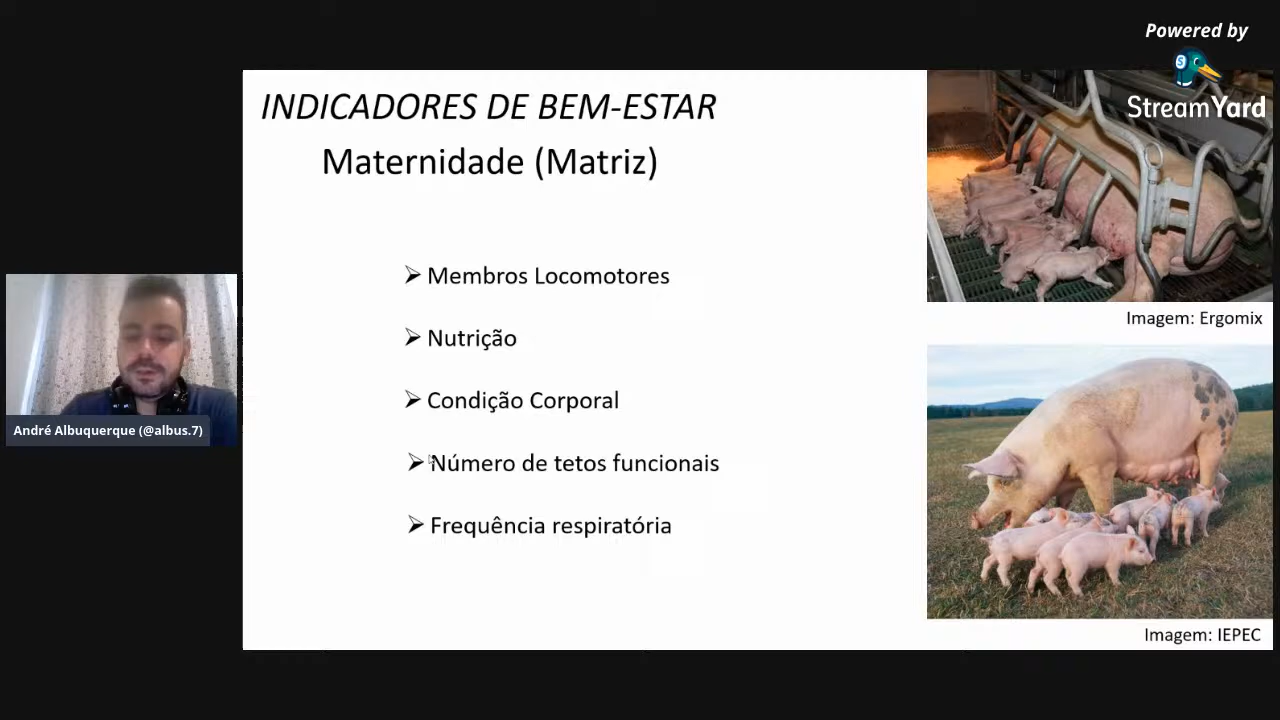 Powered by
StreamYard
INDICADORES DE BEM-ESTAR
Maternidade (Matriz)
➢ Membros Locomotores
➢ Nutrição
➢ Condição Corporal
➢ Número de tetos funcionais
➢ Frequência respiratória
Imagem: Ergomix
Imagem: IEPEC
André Albuquerque (@albus.7)